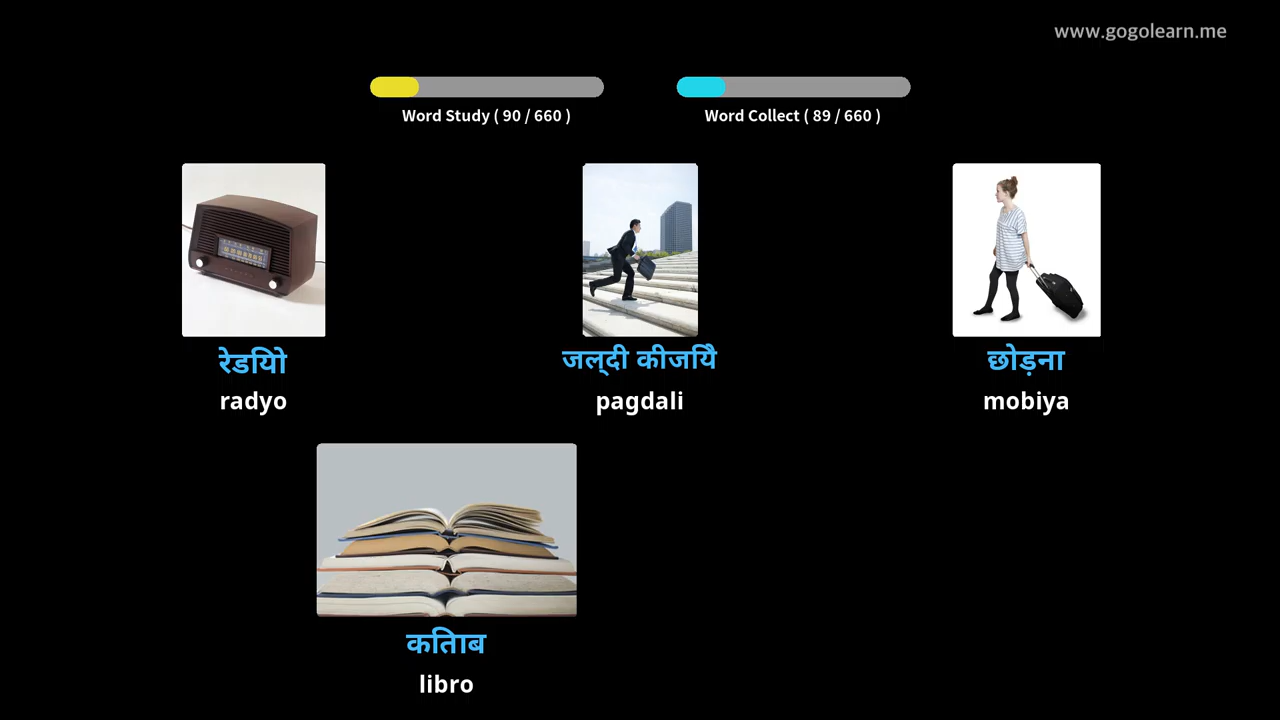 www.gogolearn.me
Word Study ( 90 / 660 )
Word Collect ( 89 / 660 )
रेडियो
जल्दी कीजिये
छोड़ना
radyo
pagdali
mobiya
किताब
libro